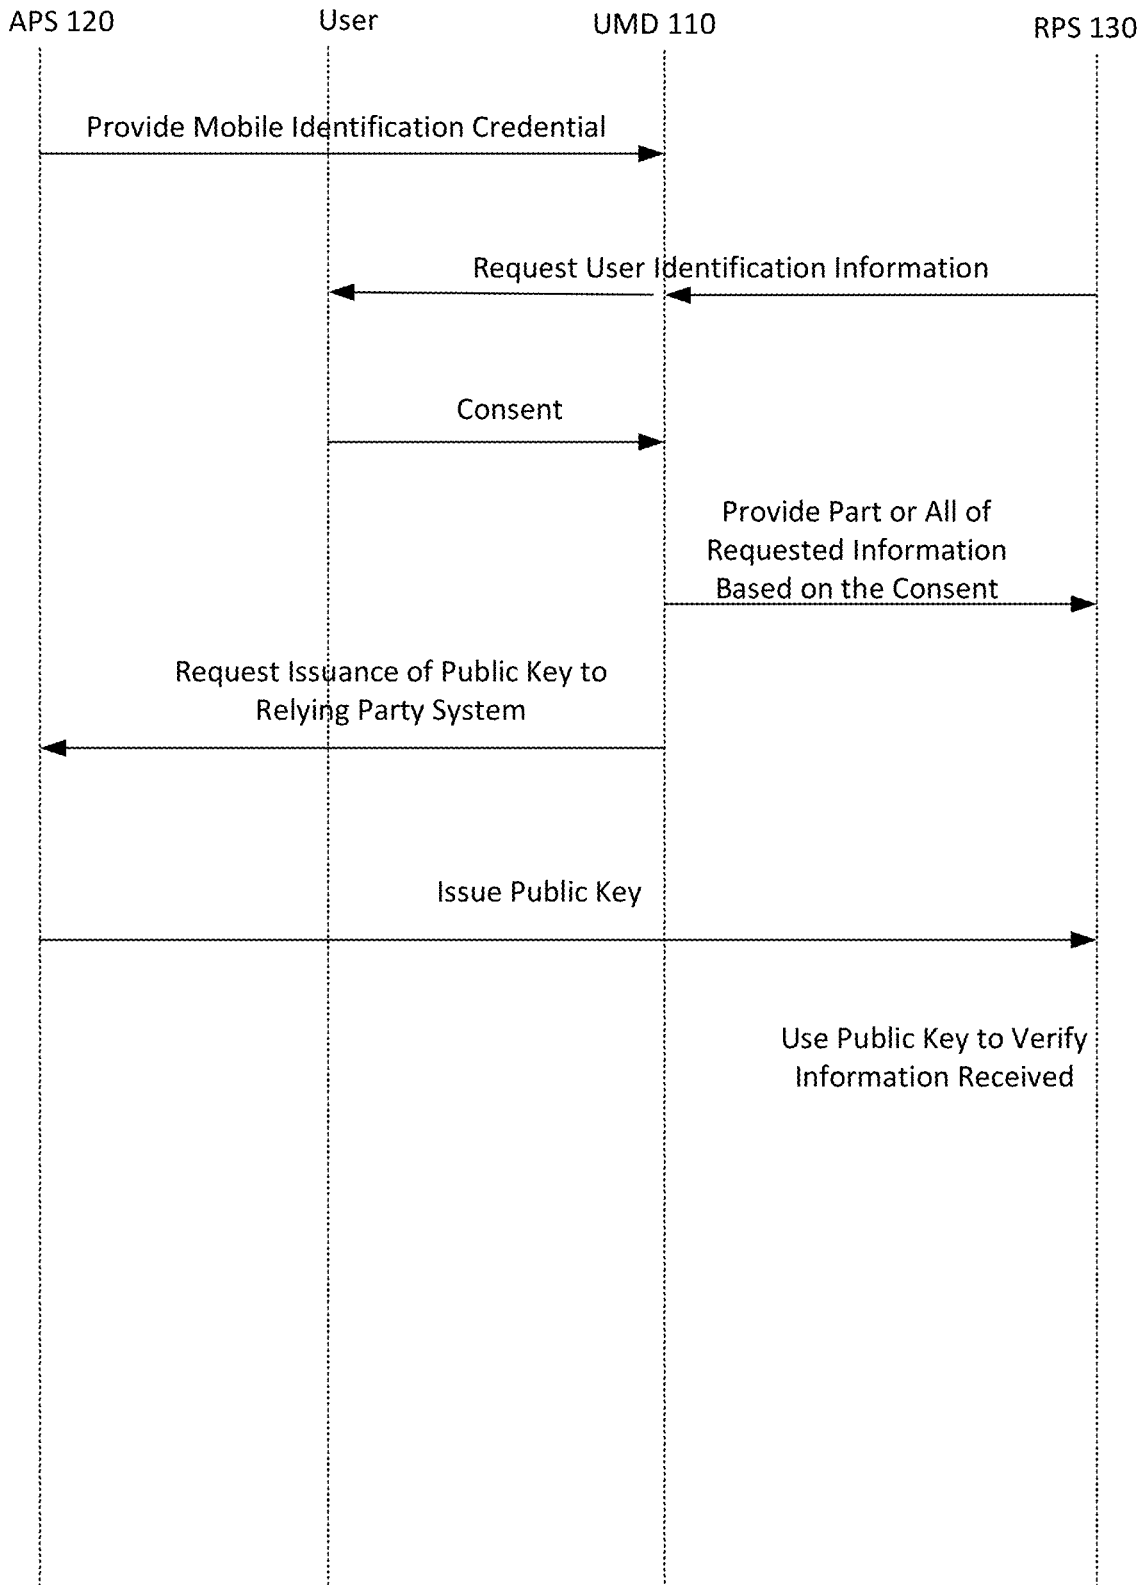 APS 120
User
UMD 110
RPS 130
Provide Mobile Identification Credential
Request User Identification Information
Consent
Provide Part or All of
Requested Information
Based on the Consent
Request Issuance of Public Key to
Relying Party System
Issue Public Key
Use Public Key to Verify
Information Received